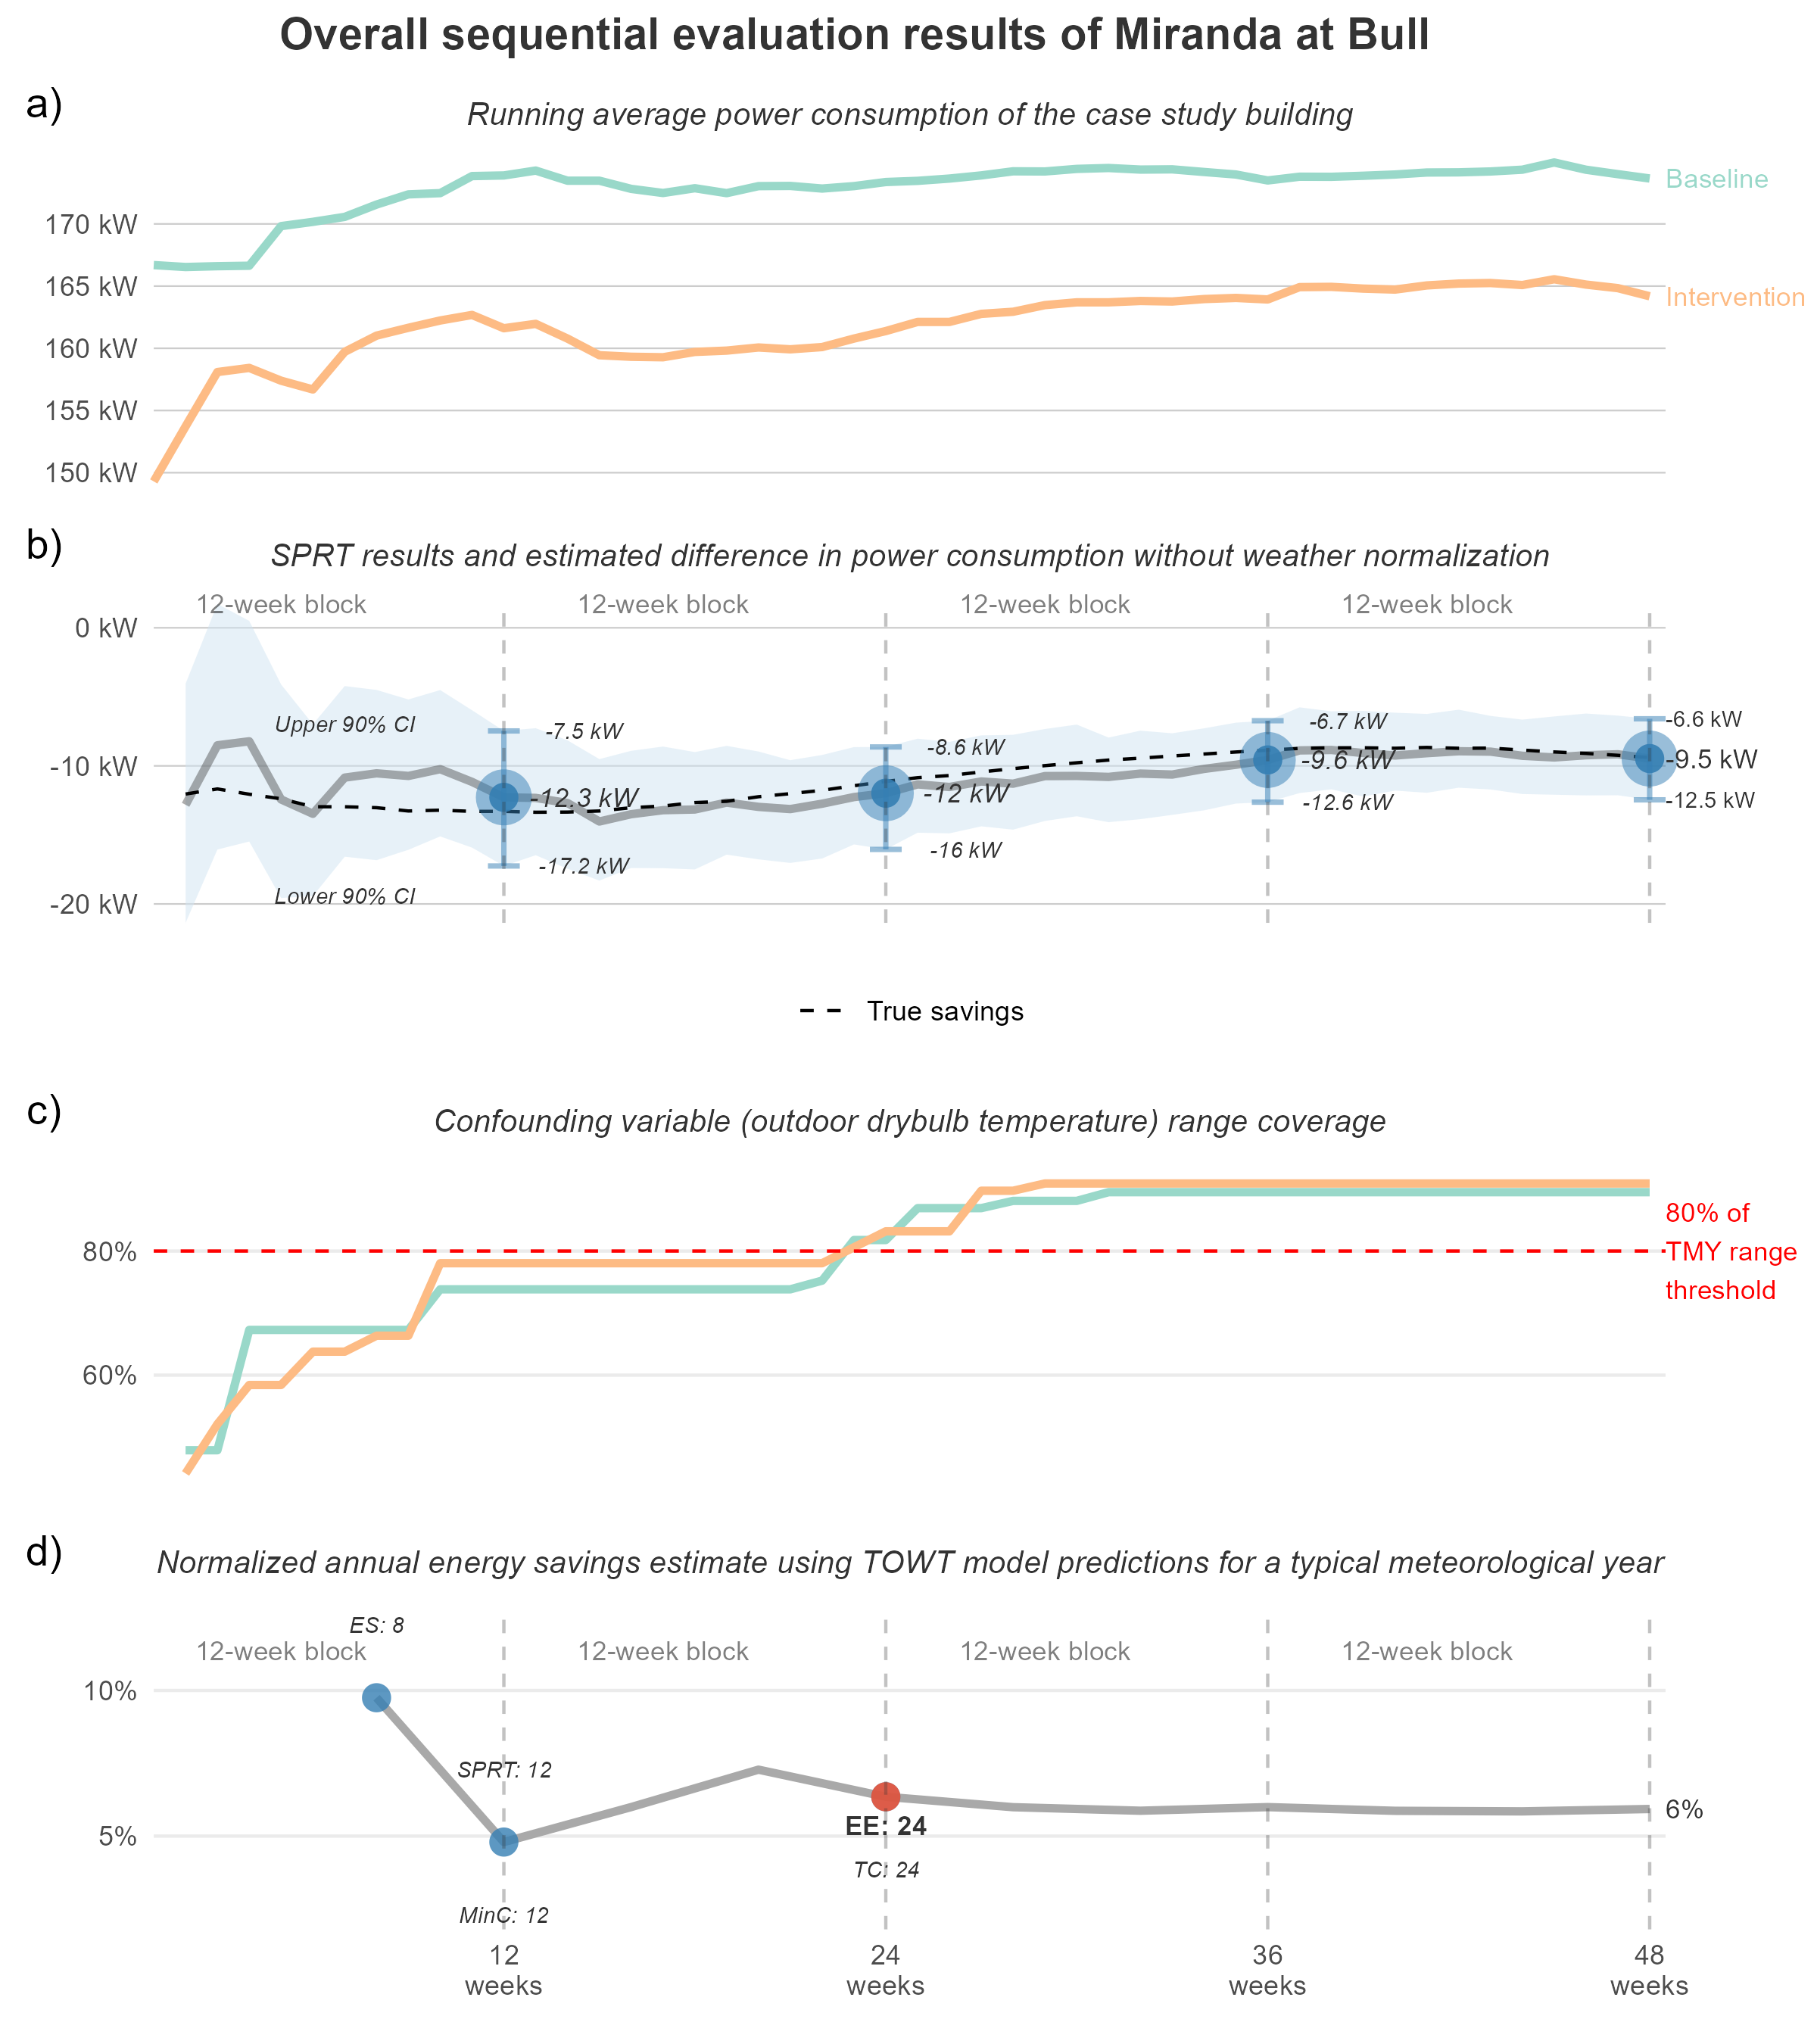 Overall sequential evaluation results of Miranda at Bull
a)
Running average power consumption of the case study building
Baseline
170 kW
165 kW
Intervention
160 kW
155 kW
150 kW
b)
SPRT results and estimated difference in power consumption without weather normalization
12-week block 12-week block 12-week block 12-week block
0 kW
Upper 90% CI
-7.5 kW
-8.6 kW
-6.7 kW
-6.6 kW
-10 kW
-12.3 kW
-12 kW
-9.6 kW
-9.5 kW
-17.2 kW
-16 kW
-12.6 kW
-12.5 kW
Lower 90% CI
-20 kW
True savings
c)
Confounding variable (outdoor drybulb temperature) range coverage
80% of
TMY range
threshold
80%
60%
d)
Normalized annual energy savings estimate using TOWT model predictions for a typical meteorological year
ES: 8
12-week block 12-week block 12-week block 12-week block
10%
SPRT: 12
6%
EE: 24
5%
TC: 24
MinC: 12
12
weeks
24
weeks
36
weeks
48
weeks